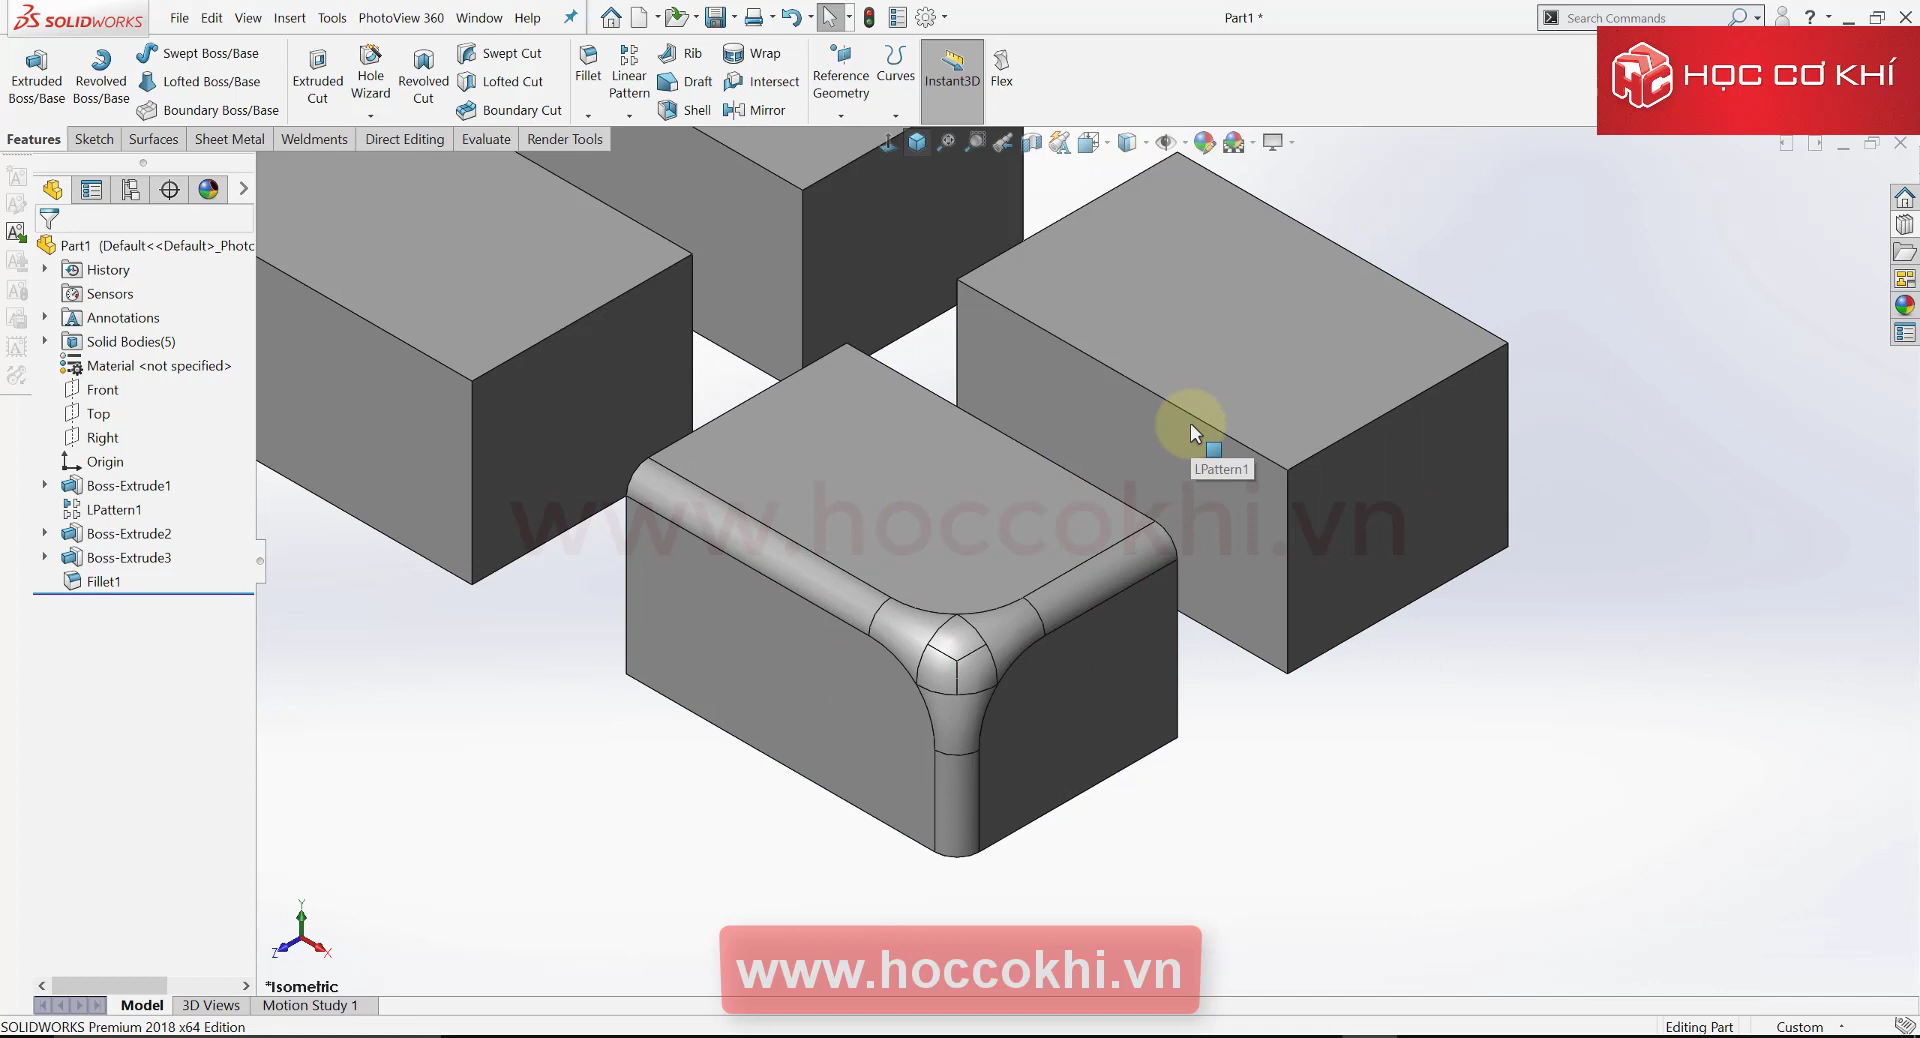 SOLIDWORKS
File Edit View Insert Tools PhotoView 360 Window Help
Part1 *
Search Commands
Extruded Boss/Base
Revolved Boss/Base
Swept Boss/Base
Lofted Boss/Base
Boundary Boss/Base
Extruded Cut
Hole Wizard
Revolved Cut
Swept Cut
Lofted Cut
Boundary Cut
Fillet
Linear Pattern
Rib
Draft
Shell
Wrap
Intersect
Mirror
Reference Geometry
Curves
Instant3D
Flex
HỌC CƠ KHÍ
Features Sketch Surfaces Sheet Metal Weldments Direct Editing Evaluate Render Tools
Part1 (Default<<Default>_Photo
History
Sensors
Annotations
Solid Bodies(5)
Material <not specified>
Front
Top
Right
Origin
Boss-Extrude1
LPattern1
Boss-Extrude2
Boss-Extrude3
Fillet1
LPattern1
www.hoccokhi.vn
Y
Z
X
*Isometric
www.hoccokhi.vn
Model 3D Views Motion Study 1
SOLIDWORKS Premium 2018 x64 Edition
Editing Part
Custom